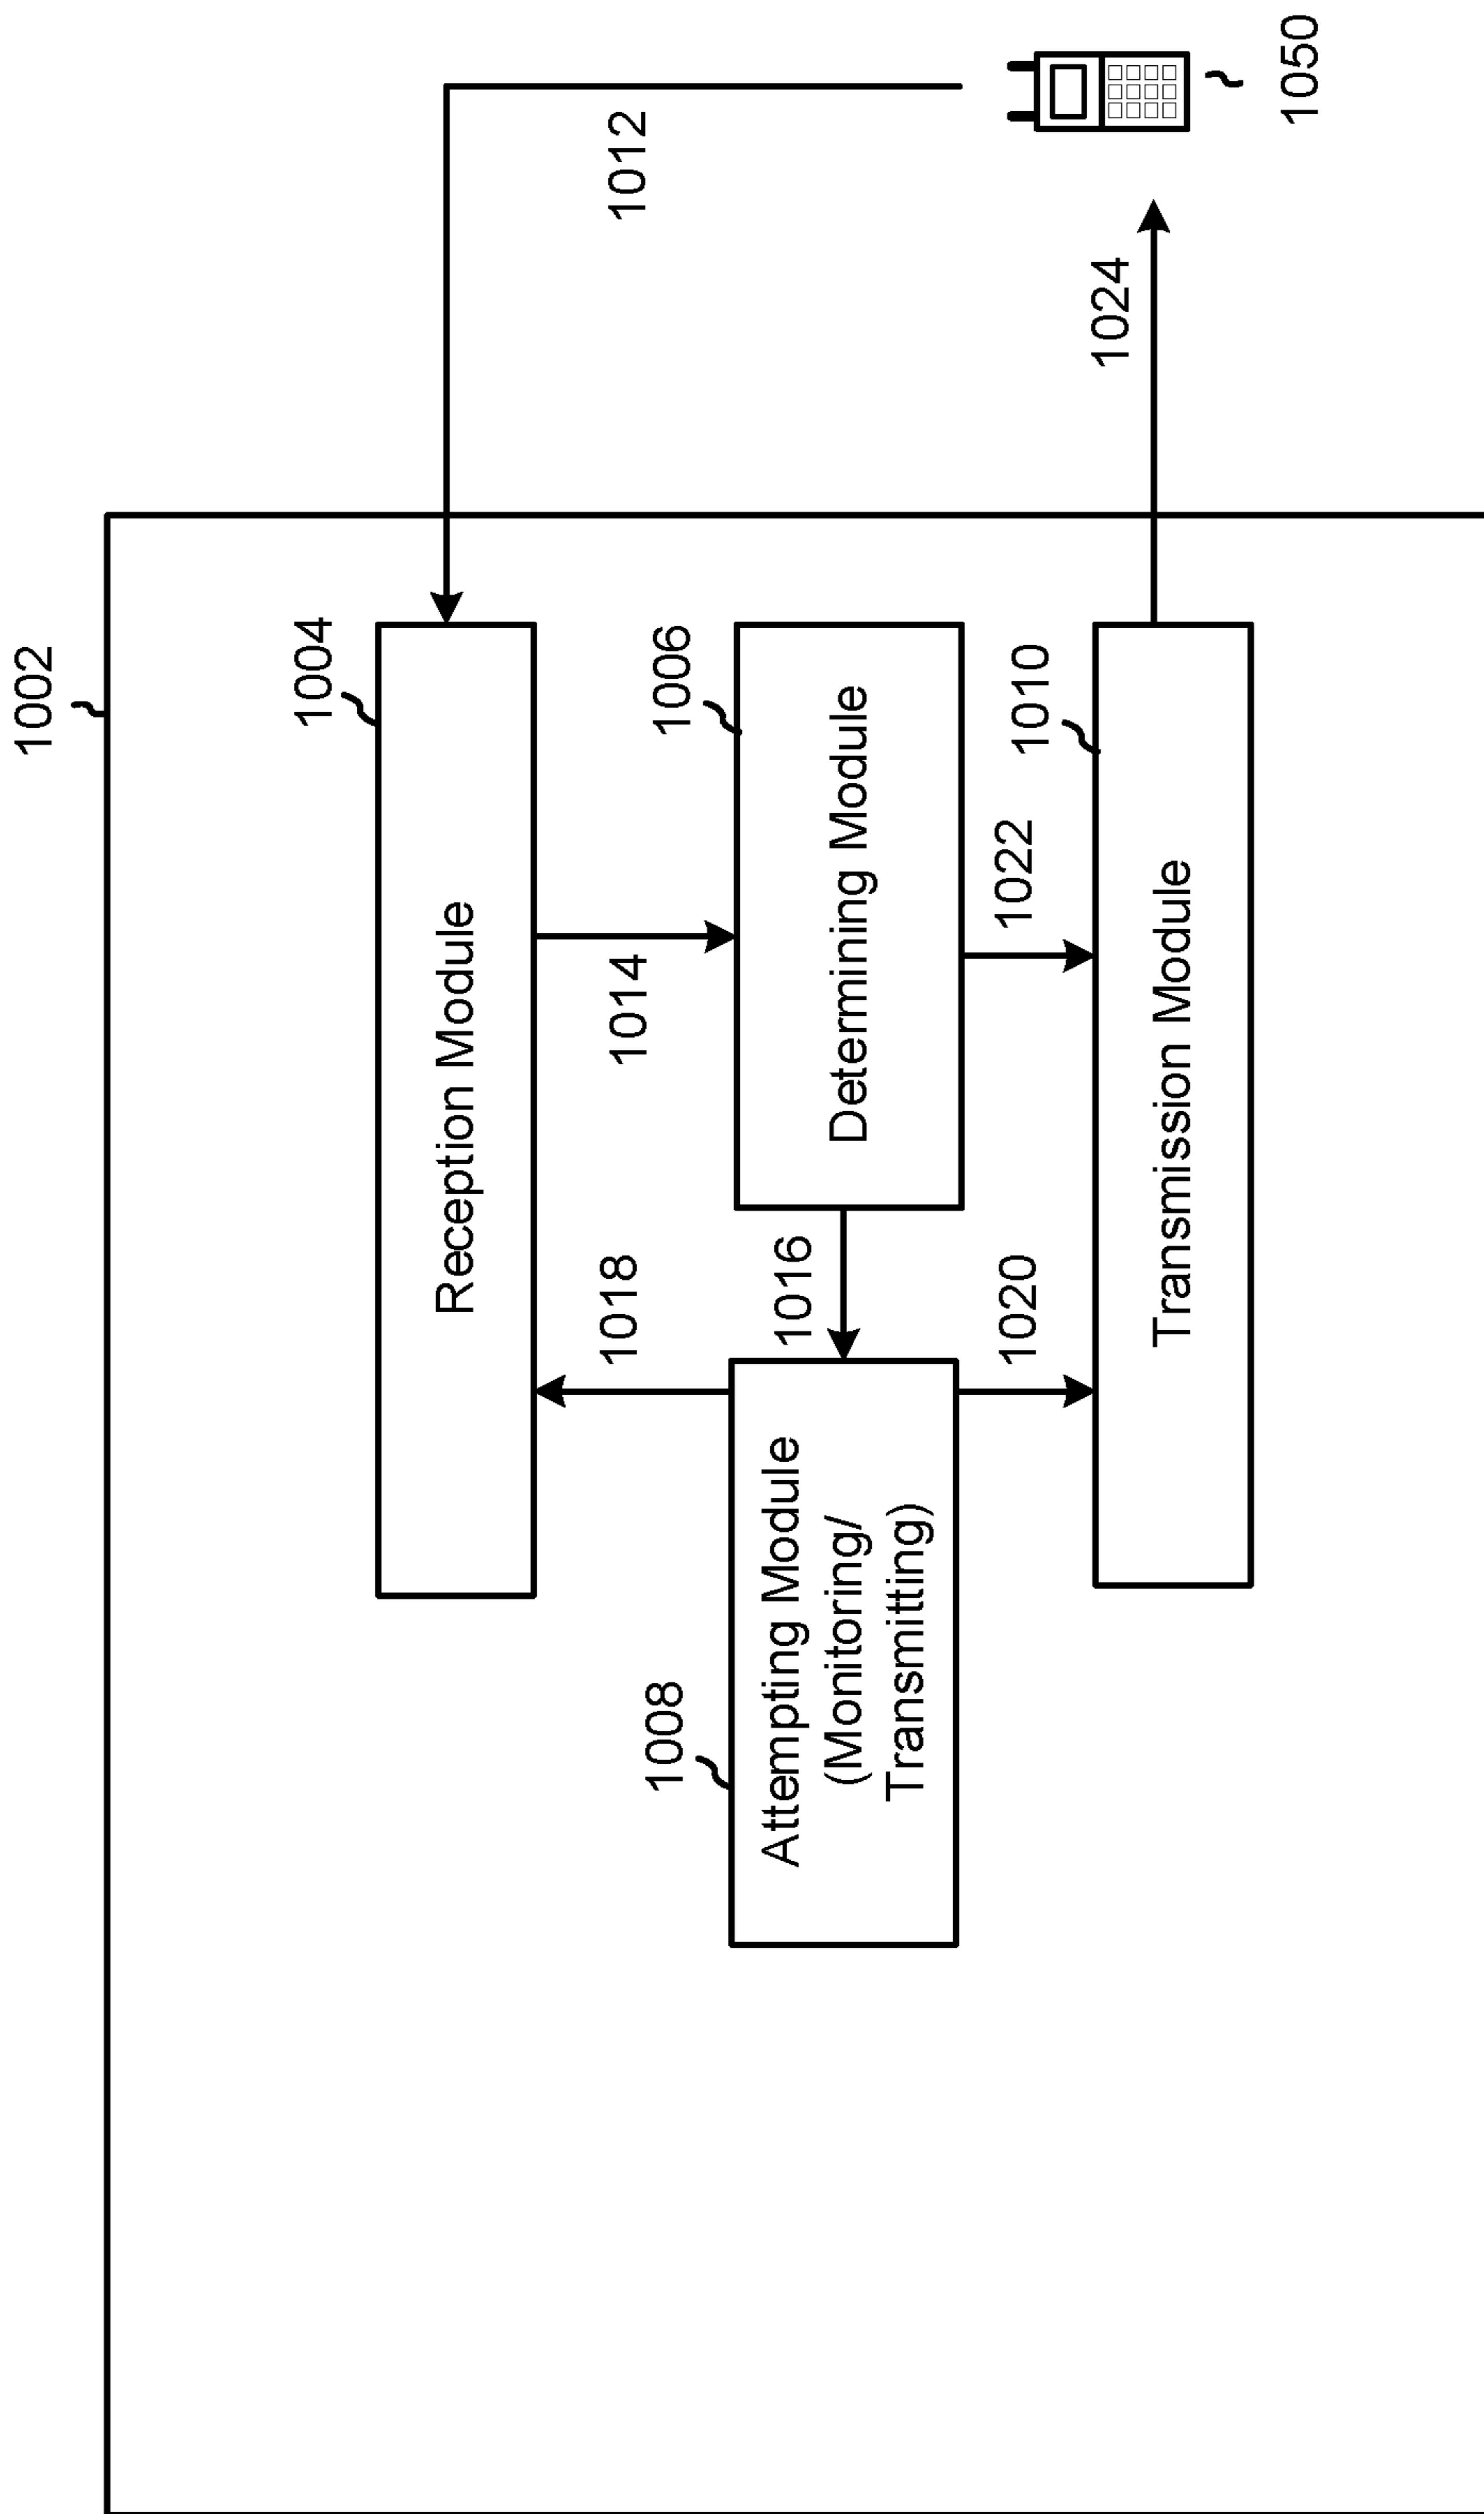 1002
1004
Reception Module
1012
1014
1018
1006
Determining Module
1016
1008
Attempting Module
(Monitoring/
Transmitting)
1022
1020
1010
Transmission Module
1024
1050